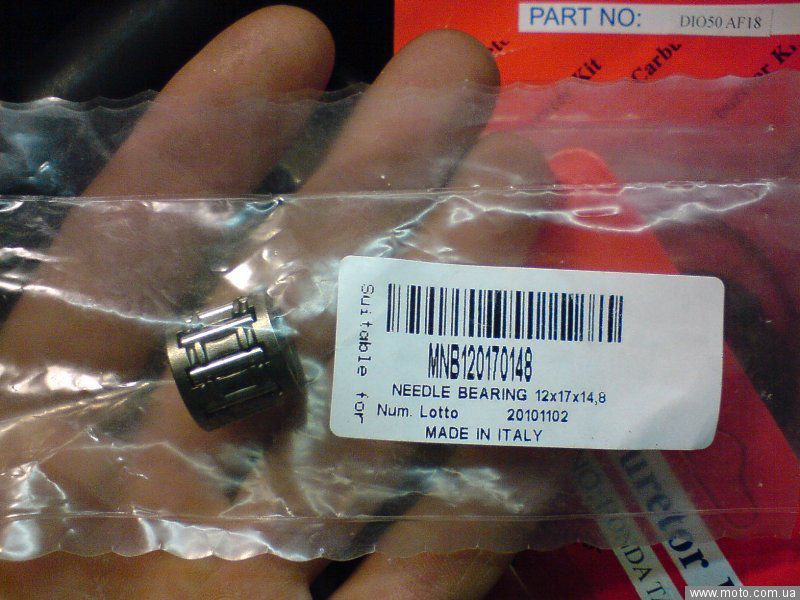 PART NO: DIO50 AF18
Kit
Carbu
Suitable for
MNB120170148
NEEDLE BEARING 12x17x14,8
Num. Lotto 20101102
MADE IN ITALY
buretor
www.moto.com.ua